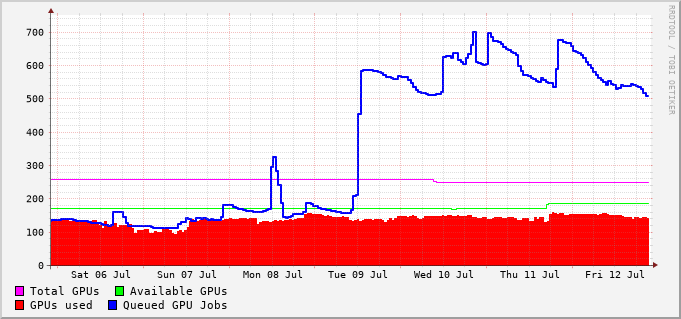 RRDTOOL / TOBI OETIKER
700
600
500
400
300
200
100
0
Sat 06 Jul Sun 07 Jul Mon 08 Jul Tue 09 Jul Wed 10 Jul Thu 11 Jul Fri 12 Jul
Total GPUs Available GPUs
GPUs used Queued GPU Jobs